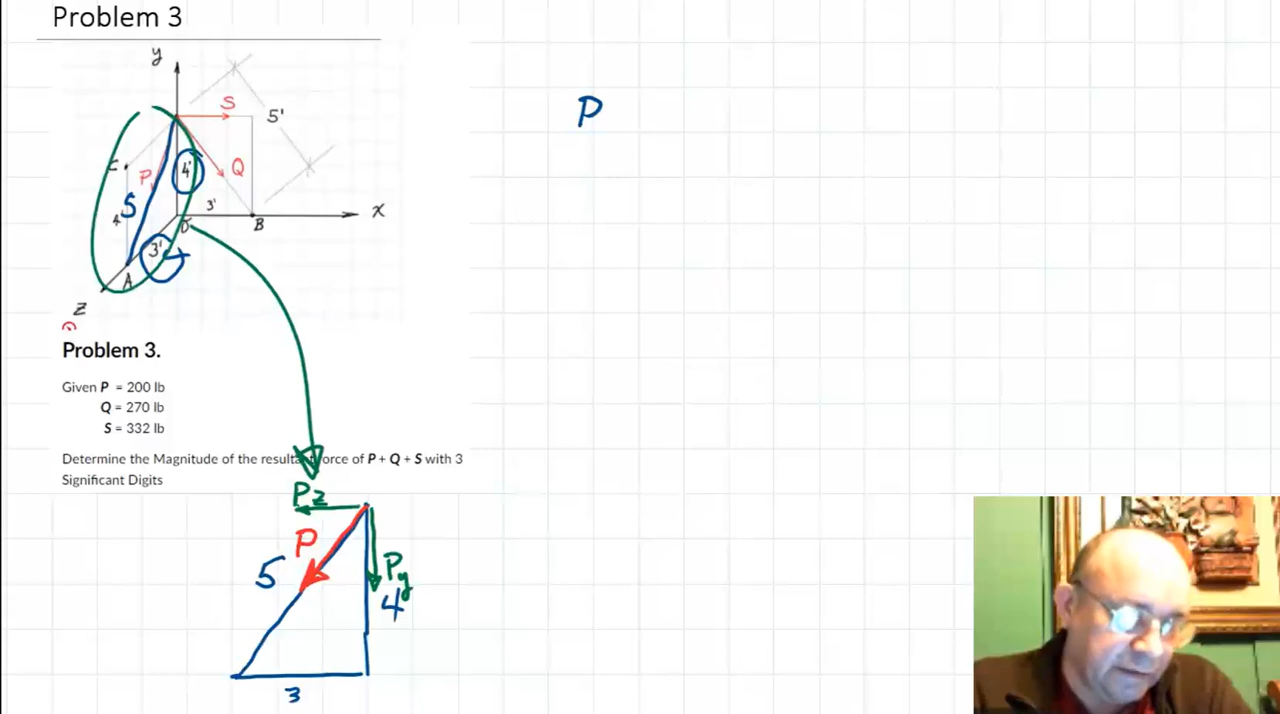 Problem 3
y
S
5'
C
P
4'
Q
5
4
3'
x
D
B
3'
A
Z
P
Problem 3.
Given P = 200 lb
Q = 270 lb
S = 332 lb
Determine the Magnitude of the resultant force of P + Q + S with 3
Significant Digits
Pz
P
5
Py
4
3